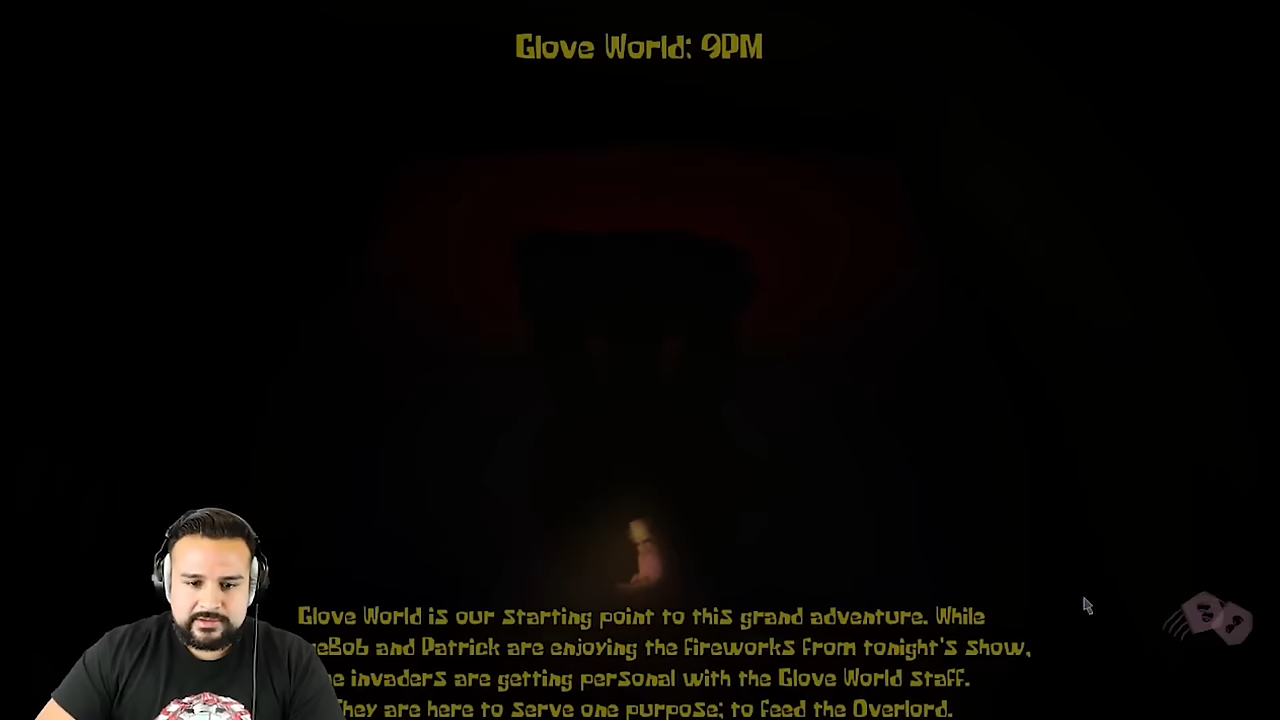 Glove World: 9PM
Glove World is our starting point to this grand adventure. While
eBob and Patrick are enjoying the fireworks from tonight's show,
e invaders are getting personal with the Glove World staff.
They are here to serve one purpose; to feed the Overlord.